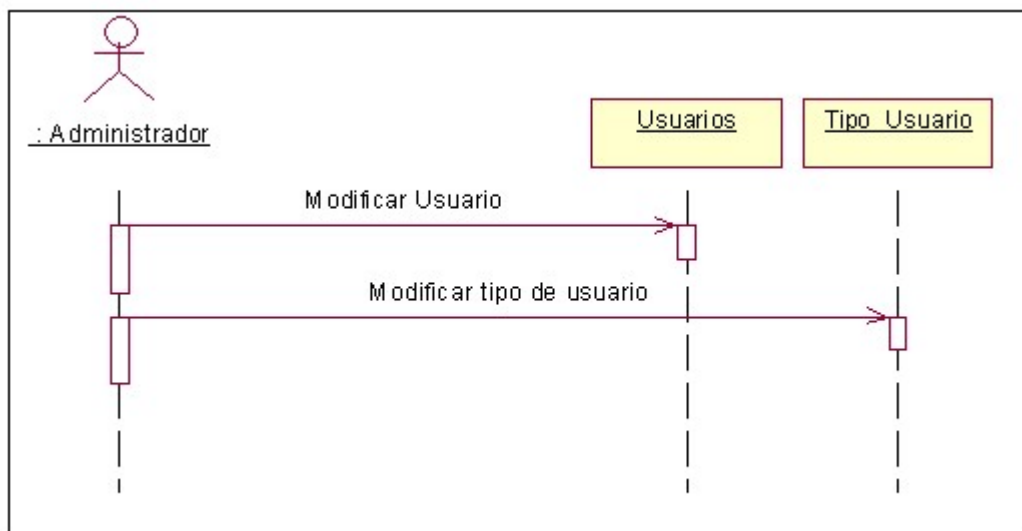 : Administrador
Usuarios
Tipo_Usuario
Modificar Usuario
Modificar tipo de usuario